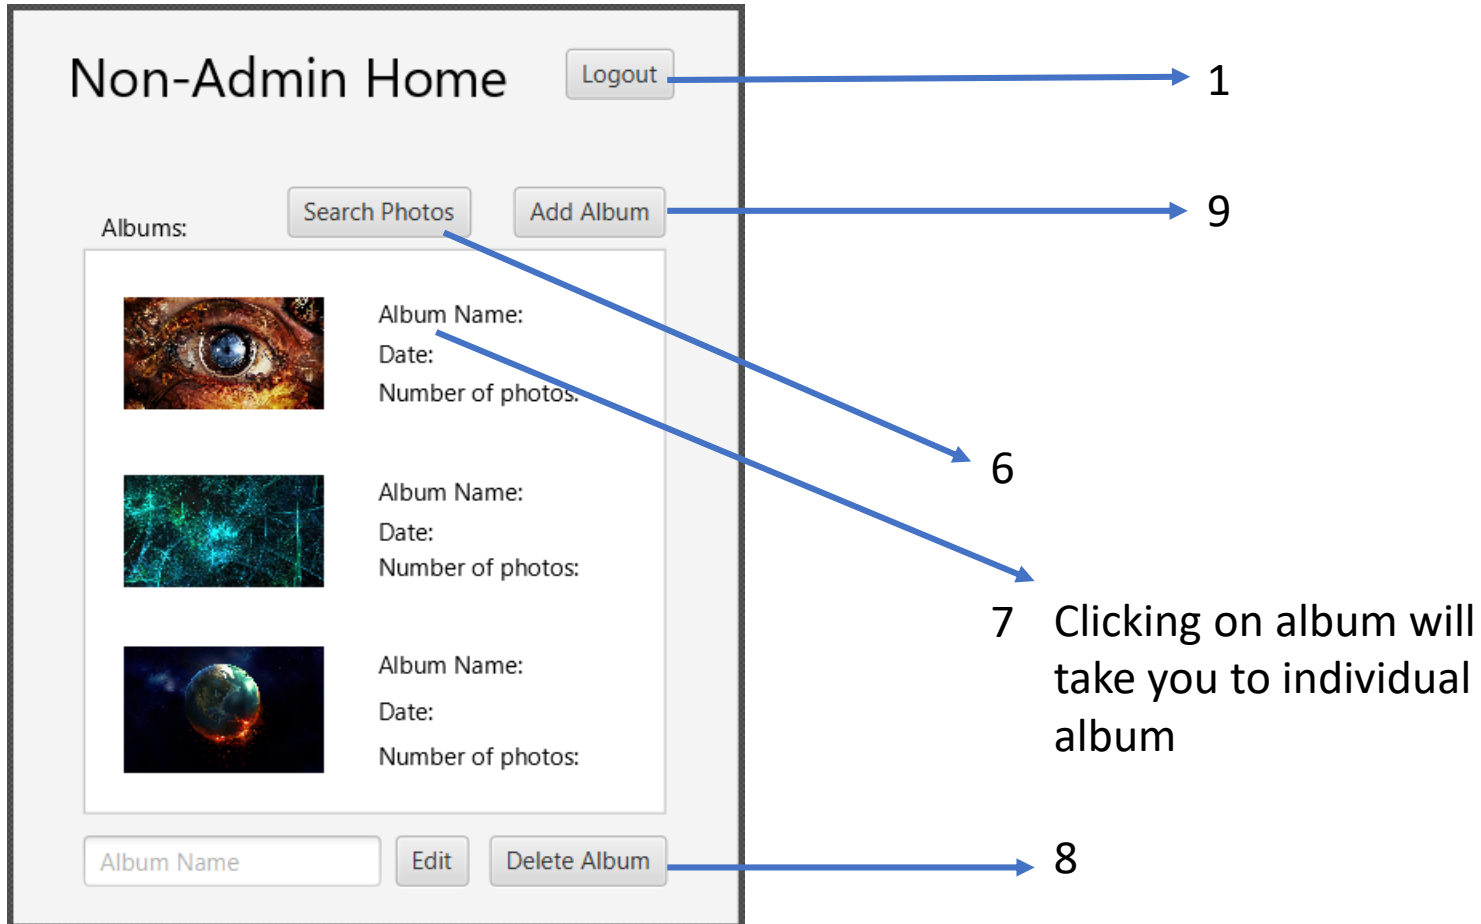 Non-Admin Home
Logout
1
Albums:
Search Photos
Add Album
9
Album Name:
Date:
Number of photos:
6
Album Name:
Date:
Number of photos:
7 Clicking on album will
take you to individual
album
Album Name:
Date:
Number of photos:
Album Name
Edit
Delete Album
8